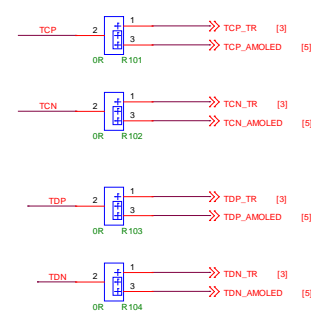 1
TCP 2 TCP_TR [3]
3 TCP_AMOLED [5]
0R R101
1
TCN 2 TCN_TR [3]
3 TCN_AMOLED [5]
0R R102
1
TDP 2 TDP_TR [3]
3 TDP_AMOLED [5]
0R R103
1
TDN 2 TDN_TR [3]
3 TDN_AMOLED [5]
0R R104